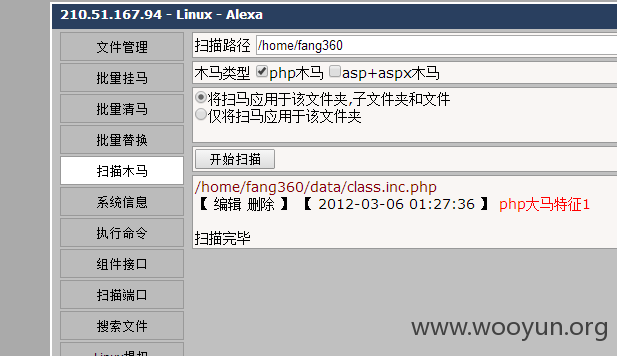 210.51.167.94 - Linux - Alexa
文件管理
批量挂马
批量清马
批量替换
扫描木马
系统信息
执行命令
组件接口
扫描端口
搜索文件
Linux提权
扫描路径 /home/fang360
木马类型 php木马 asp+aspx木马
将扫马应用于该文件夹,子文件夹和文件
仅将扫马应用于该文件夹
开始扫描
/home/fang360/data/class.inc.php
【 编辑 删除 】 【 2012-03-06 01:27:36 】 php大马特征1
扫描完毕
www.wooyun.org